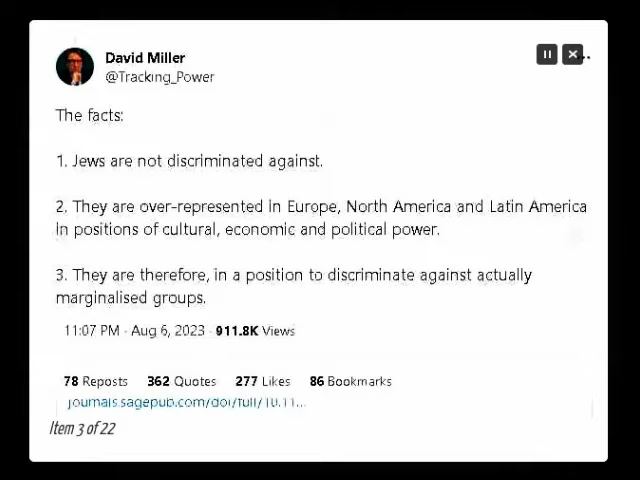 David Miller
@Tracking_Power
The facts:
1. Jews are not discriminated against.
2. They are over-represented in Europe, North America and Latin America
in positions of cultural, economic and political power.
3. They are therefore, in a position to discriminate against actually
marginalised groups.
11:07 PM · Aug 6, 2023 · 911.8K Views
78 Reposts 362 Quotes 277 Likes 86 Bookmarks
journals.sagepub.com/doi/full/10.11...
Item 3 of 22